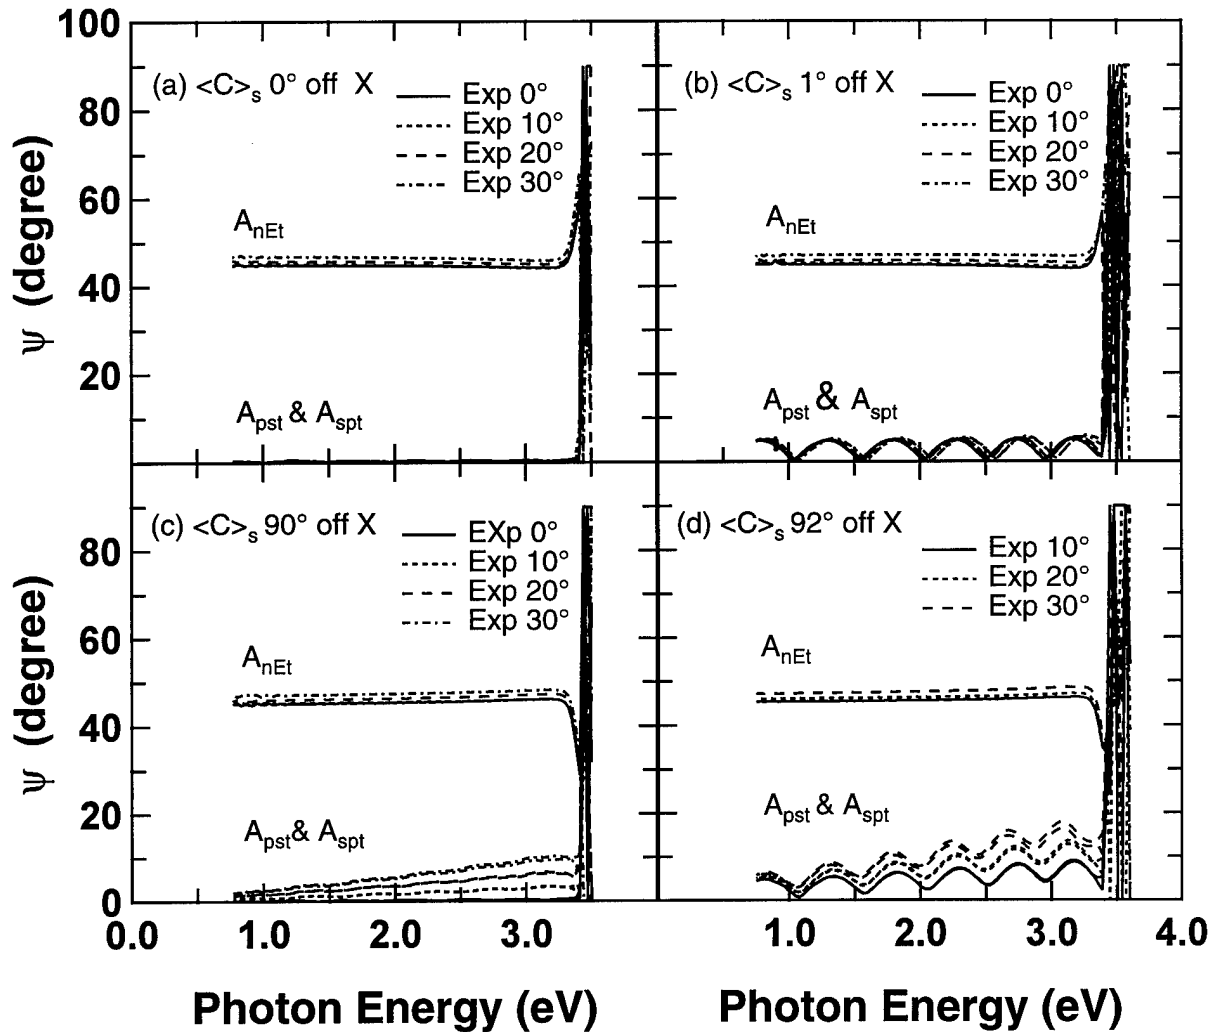 100
80
60
40
20
ψ (degree)
(a) <C>s 0° off X
Exp 0°
Exp 10°
Exp 20°
Exp 30°
AnEt
Apst & Aspt
(b) <C>s 1° off X
Exp 0°
Exp 10°
Exp 20°
Exp 30°
AnEt
Apst & Aspt
80
60
40
20
0
ψ (degree)
(c) <C>s 90° off X
EXp 0°
Exp 10°
Exp 20°
Exp 30°
AnEt
Apst& Aspt
(d) <C>s 92° off X
Exp 10°
Exp 20°
Exp 30°
AnEt
Apst & Aspt
0.0 1.0 2.0 3.0
1.0 2.0 3.0 4.0
Photon Energy (eV)
Photon Energy (eV)